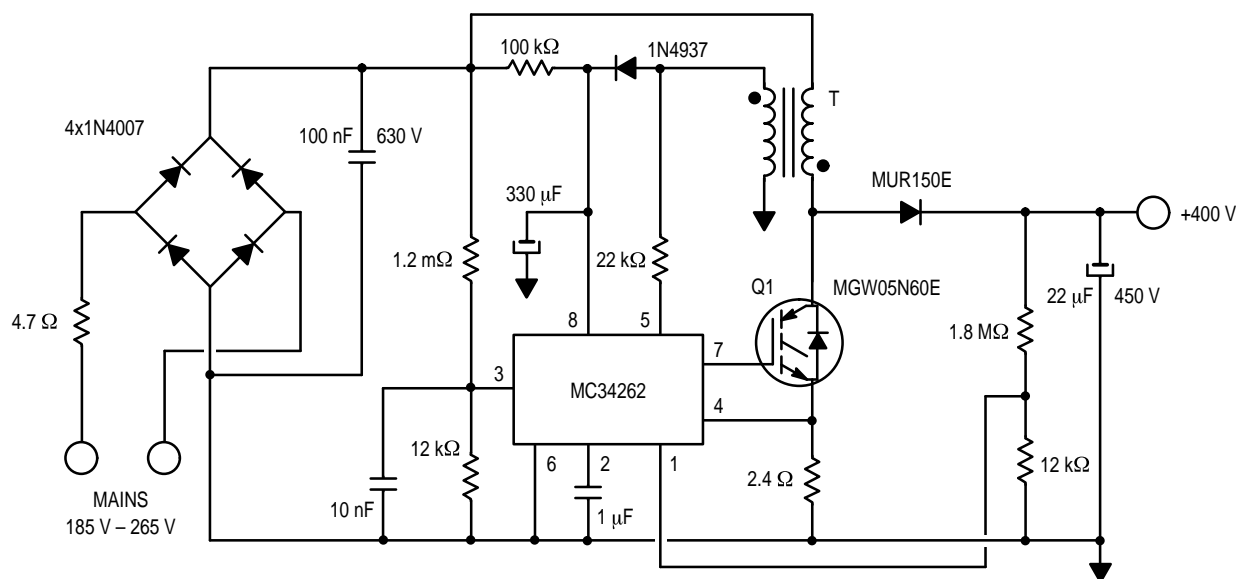 100 kΩ
1N4937
T
4x1N4007
100 nF
630 V
MUR150E
330 µF
+400 V
1.2 mΩ
22 kΩ
Q1
MGW05N60E
22 µF
450 V
4.7 Ω
8
5
1.8 MΩ
7
3
MC34262
4
12 kΩ
6
2
1
12 kΩ
2.4 Ω
MAINS
185 V – 265 V
10 nF
1 µF